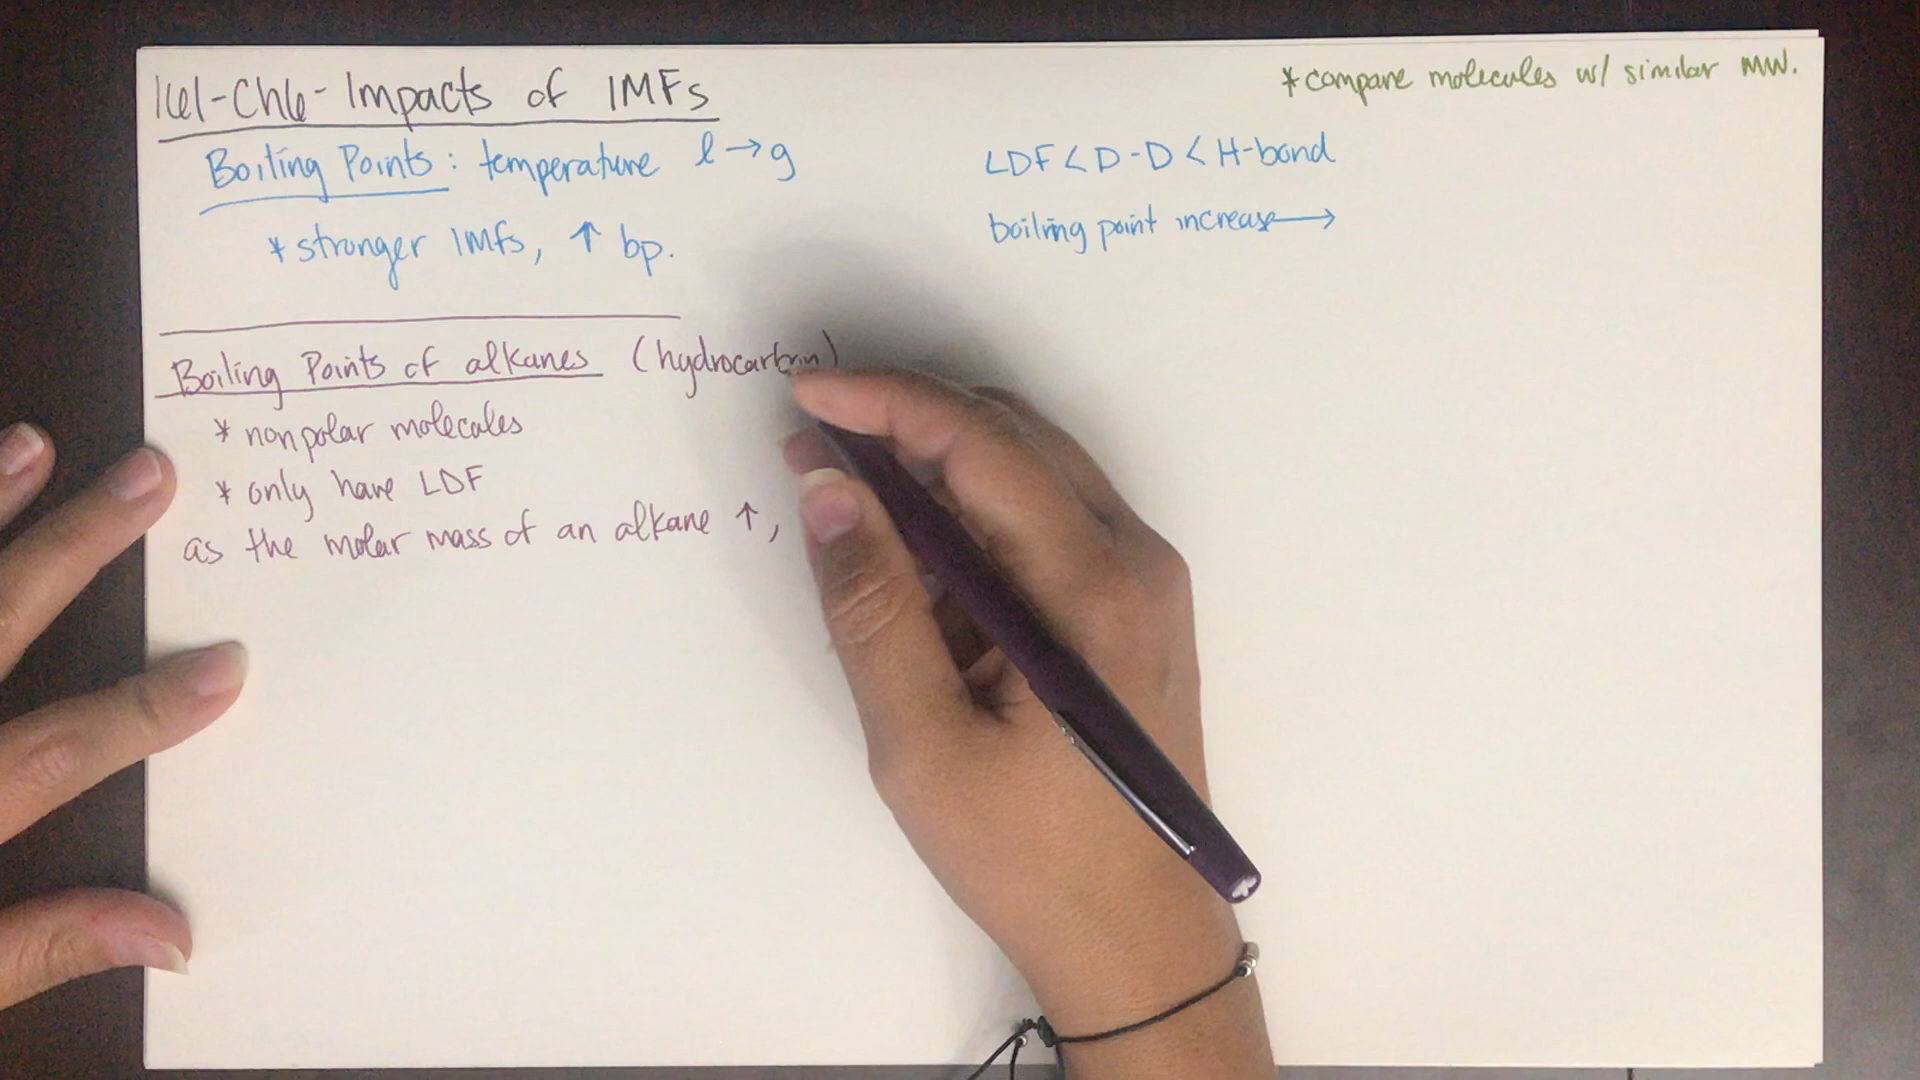 161-Ch6-Impacts of IMFs
*compare molecules w/ similar MW.
Boiling Points: temperature l→g
LDF<D-D<H-bond
*stronger IMFs, ↑ bp.
boiling point increase→
Boiling Points of alkanes (hydrocarbon)
*nonpolar molecules
*only have LDF
as the molar mass of an alkane ↑,